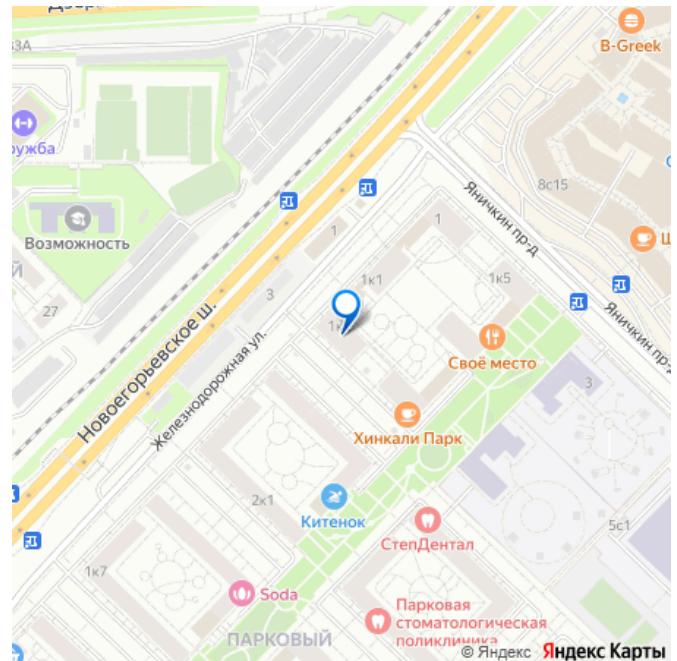 33А
B-Greek
ружба
Яничкин пр-д
8с15
Возможность
1
1к1
1к5
27
3
Яничкин пр-д
Новоегорьевское ш.
Железнодорожная ул.
Своё место
3
Хинкали Парк
2к1
Китенок
СтепДентал
5с1
1к7
Soda
Парковая
стоматологическая
поликлиника
ПАРКОВЫЙ
© Яндекс Яндекс Карты